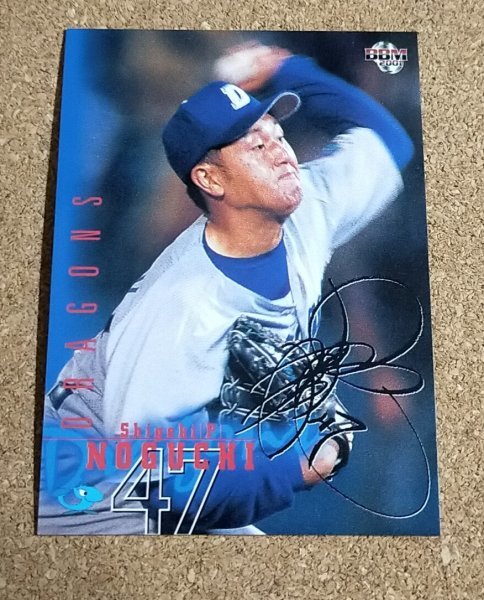 BBM
2001
D
DRAGONS
Shigeki P.
NOGUCHI
47